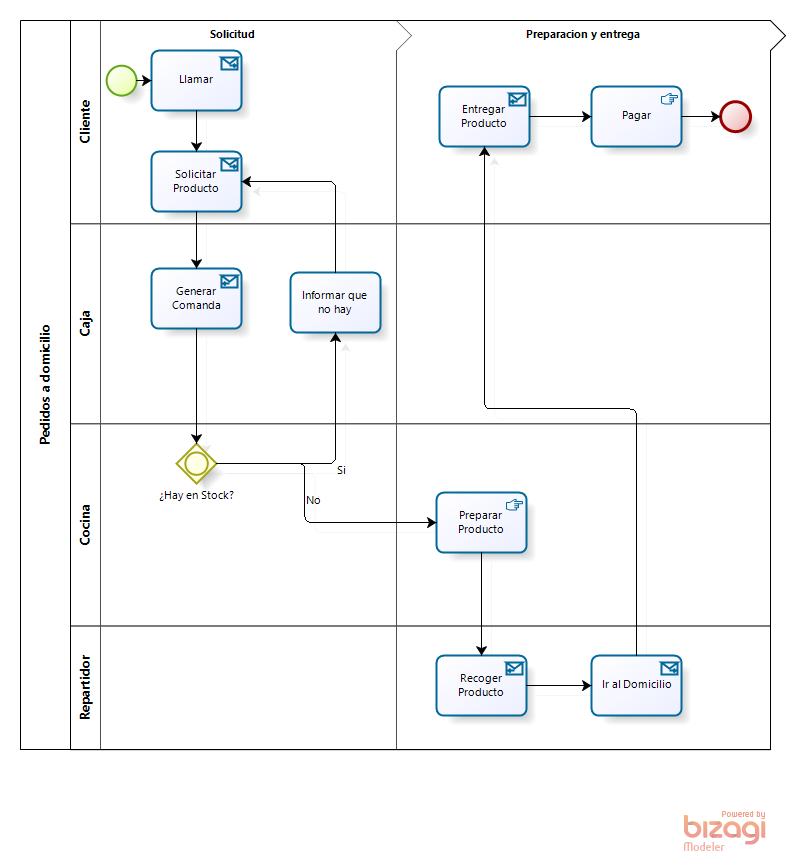 Solicitud
Preparacion y entrega
Pedidos a domicilio
Cliente
Llamar
Entregar
Producto
Pagar
Solicitar
Producto
Caja
Generar
Comanda
Informar que
no hay
Cocina
¿Hay en Stock?
Si
No
Preparar
Producto
Repartidor
Recoger
Producto
Ir al Domicilio
Powered by
bizagi
Modeler